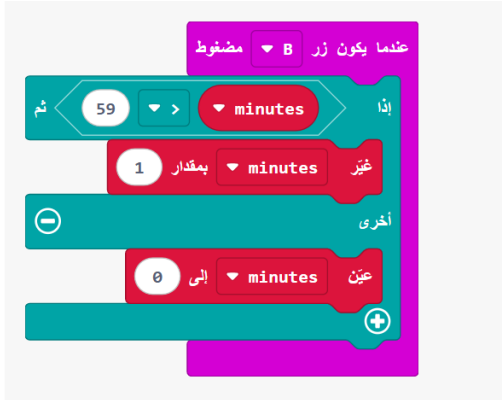 عندما يكون زر B مضغوط
إذا minutes > 59 ثم
غيّر minutes بمقدار 1
أخرى
عيّن minutes إلى 0